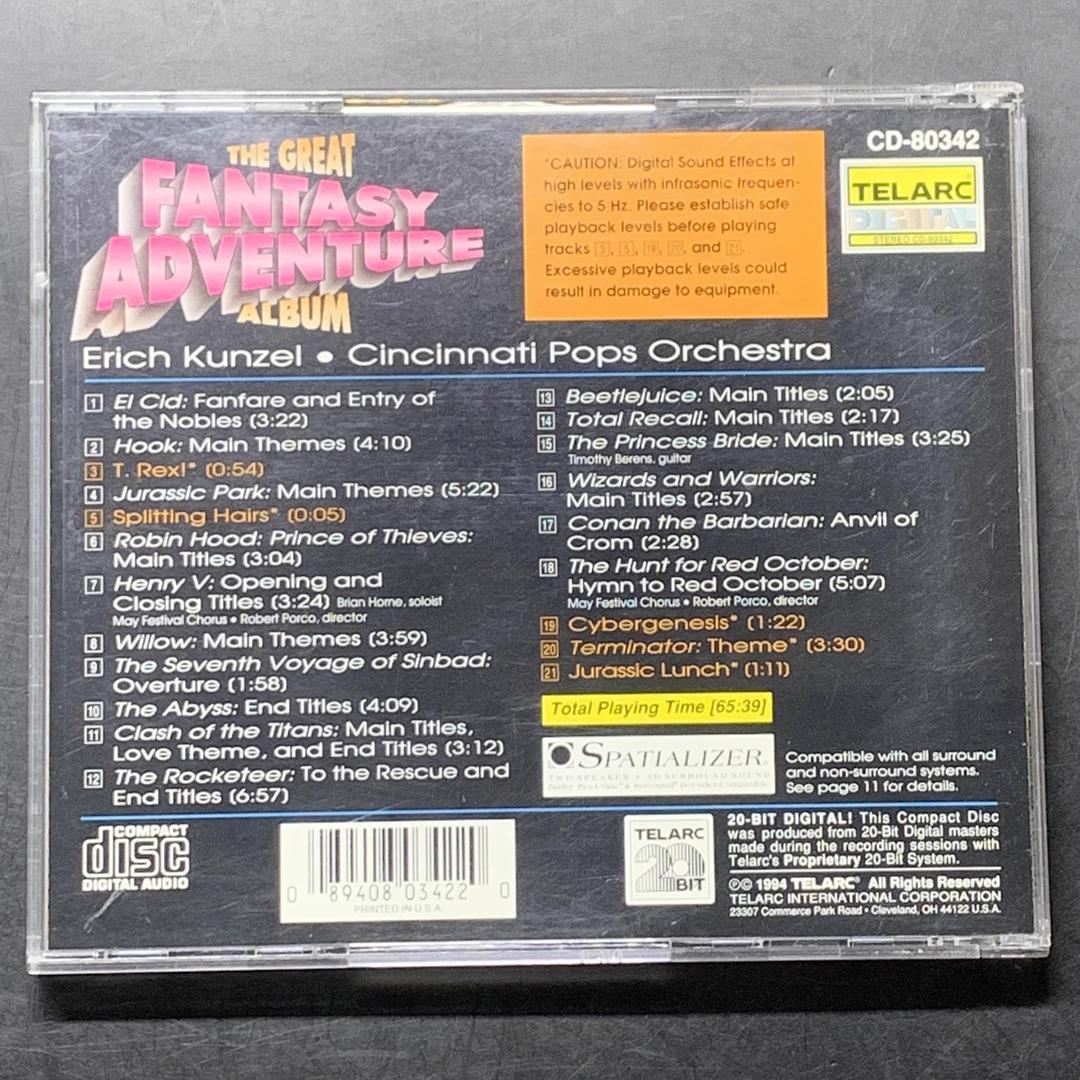 THE GREAT
FANTASY
ADVENTURE
ALBUM
*CAUTION: Digital Sound Effects at
high levels with infrasonic frequen-
cies to 5 Hz. Please establish safe
playback levels before playing
tracks 3, 5, 19, 20, and 21.
Excessive playback levels could
result in damage to equipment.
CD-80342
TELARC
DIGITAL
STEREO CD-80342
Erich Kunzel • Cincinnati Pops Orchestra
1 El Cid: Fanfare and Entry of
the Nobles (3:22)
2 Hook: Main Themes (4:10)
3 T. Rex!* (0:54)
4 Jurassic Park: Main Themes (5:22)
5 Splitting Hairs* (0:05)
6 Robin Hood: Prince of Thieves:
Main Titles (3:04)
7 Henry V: Opening and
Closing Titles (3:24) Brian Horne, soloist
May Festival Chorus • Robert Porco, director
8 Willow: Main Themes (3:59)
9 The Seventh Voyage of Sinbad:
Overture (1:58)
10 The Abyss: End Titles (4:09)
11 Clash of the Titans: Main Titles,
Love Theme, and End Titles (3:12)
12 The Rocketeer: To the Rescue and
End Titles (6:57)
13 Beetlejuice: Main Titles (2:05)
14 Total Recall: Main Titles (2:17)
15 The Princess Bride: Main Titles (3:25)
Timothy Berens, guitar
16 Wizards and Warriors:
Main Titles (2:57)
17 Conan the Barbarian: Anvil of
Crom (2:28)
18 The Hunt for Red October:
Hymn to Red October (5:07)
May Festival Chorus • Robert Porco, director
19 Cybergenesis* (1:22)
20 Terminator: Theme* (3:30)
21 Jurassic Lunch* (1:11)
Total Playing Time [65:39]
SPATIALIZER®
TWO SPEAKER • 3D SURROUND SOUND
Dolby Pro Logic® & Surround® Decoder Compatible
Compatible with all surround
and non-surround systems.
See page 11 for details.
COMPACT
disc
DIGITAL AUDIO
0 89408 03422 0
PRINTED IN U.S.A.
TELARC
20
BIT
20-BIT DIGITAL! This Compact Disc
was produced from 20-Bit Digital masters
made during the recording sessions with
Telarc's Proprietary 20-Bit System.
℗© 1994 TELARC® All Rights Reserved
TELARC INTERNATIONAL CORPORATION
23307 Commerce Park Road • Cleveland, OH 44122 U.S.A.